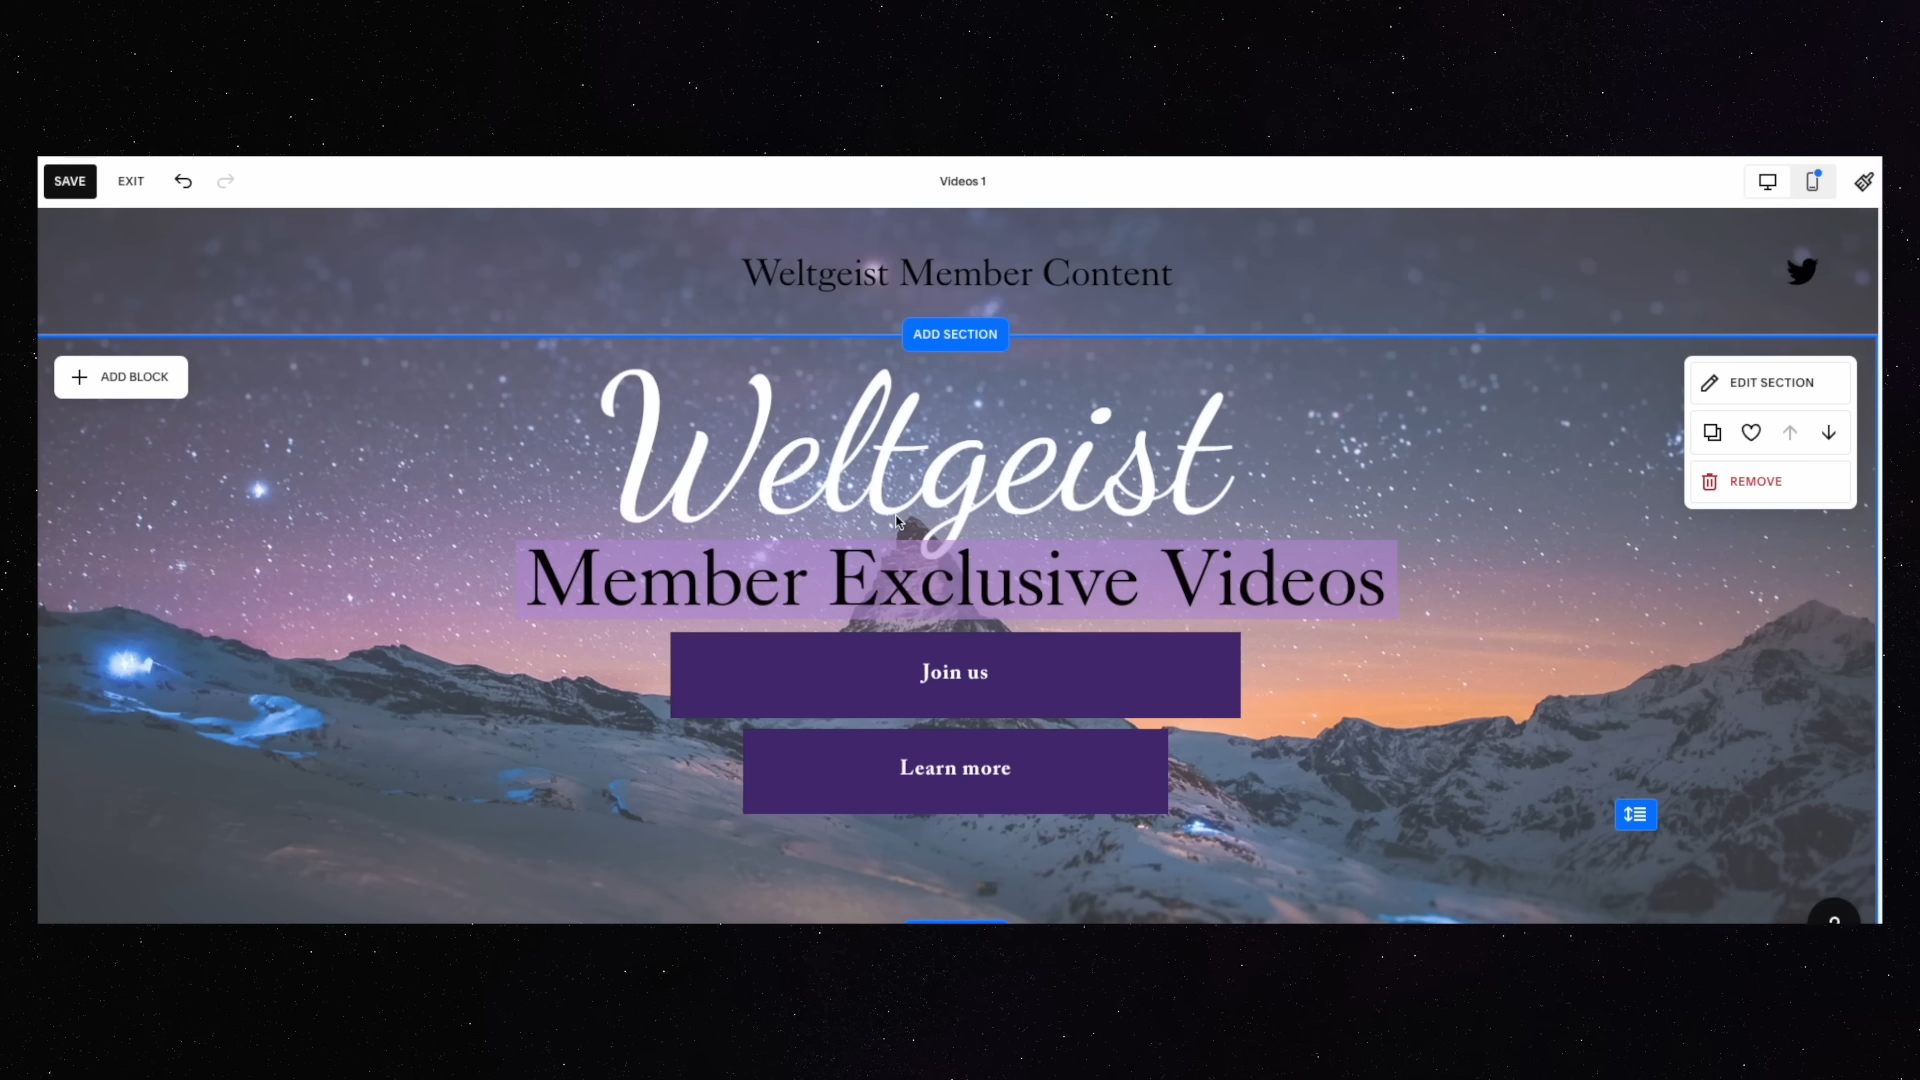 SAVE EXIT Videos 1
Weltgeist Member Content
ADD SECTION
ADD BLOCK
EDIT SECTION
Weltgeist
REMOVE
Member Exclusive Videos
Join us
Learn more